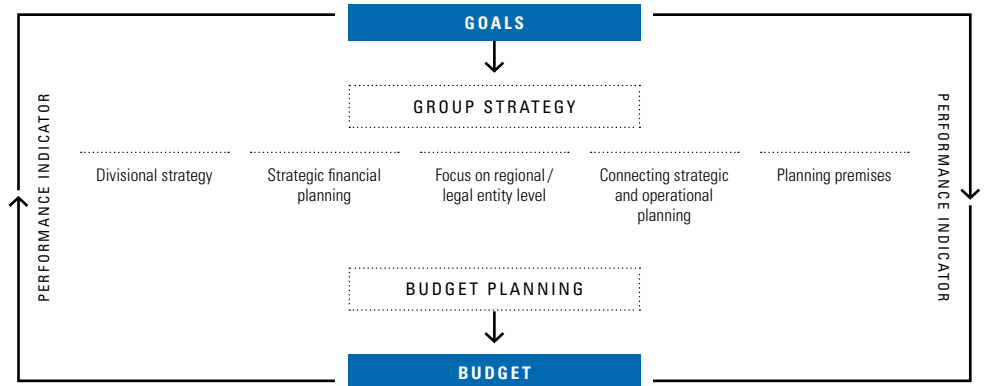 GOALS
GROUP STRATEGY
PERFORMANCE INDICATOR
PERFORMANCE INDICATOR
Divisional strategy
Strategic financial
planning
Focus on regional /
legal entity level
Connecting strategic
and operational
planning
Planning premises
BUDGET PLANNING
BUDGET